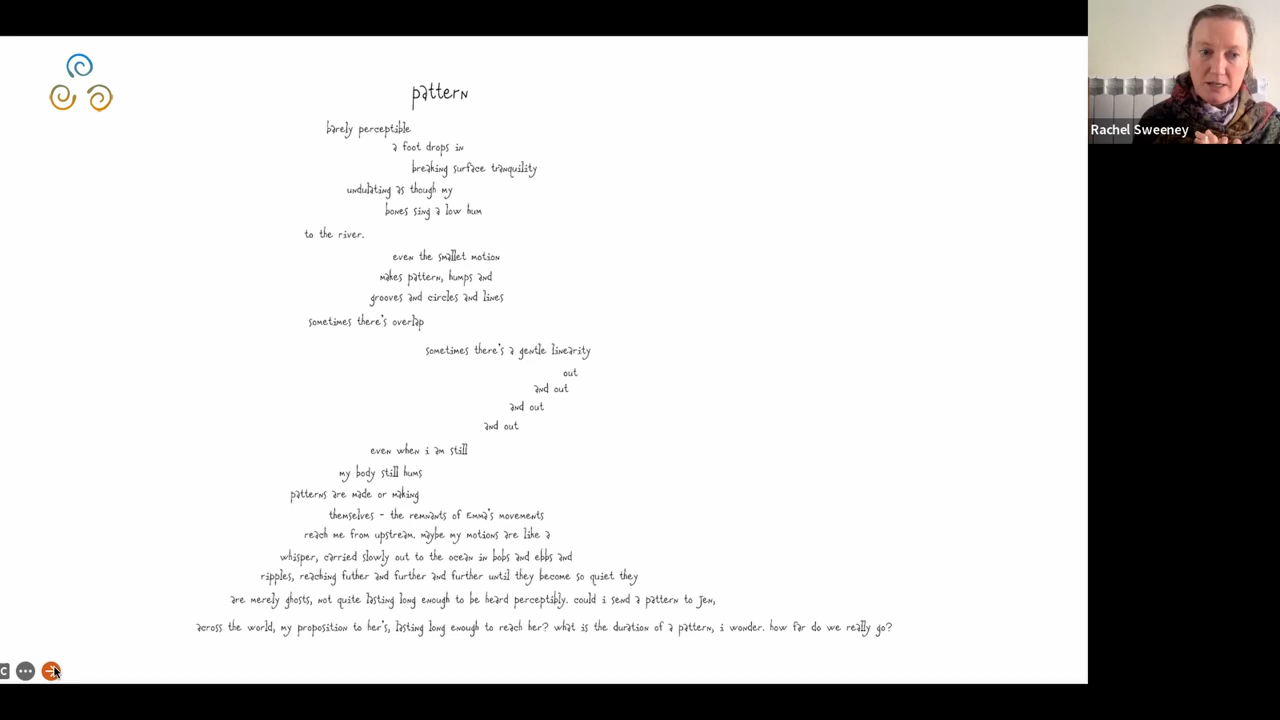 pattern
barely perceptible
a foot drops in
breaking surface tranquility
undulating as though my
bones sing a low hum
to the river.
even the smallet motion
makes pattern, humps and
grooves and circles and lines
sometimes there's overlap
sometimes there's a gentle linearity
out
and out
and out
and out
even when i am still
my body still hums
patterns are made or making
themselves - the remnants of Emma's movements
reach me from upstream. maybe my motions are like a
whisper, carried slowly out to the ocean in bobs and ebbs and
ripples, reaching futher and further and further until they become so quiet they
are merely ghosts, not quite lasting long enough to be heard perceptibly. could i send a pattern to Jen,
across the world, my proposition to her's, lasting long enough to reach her? what is the duration of a pattern, i wonder. how far do we really go?
Rachel Sweeney